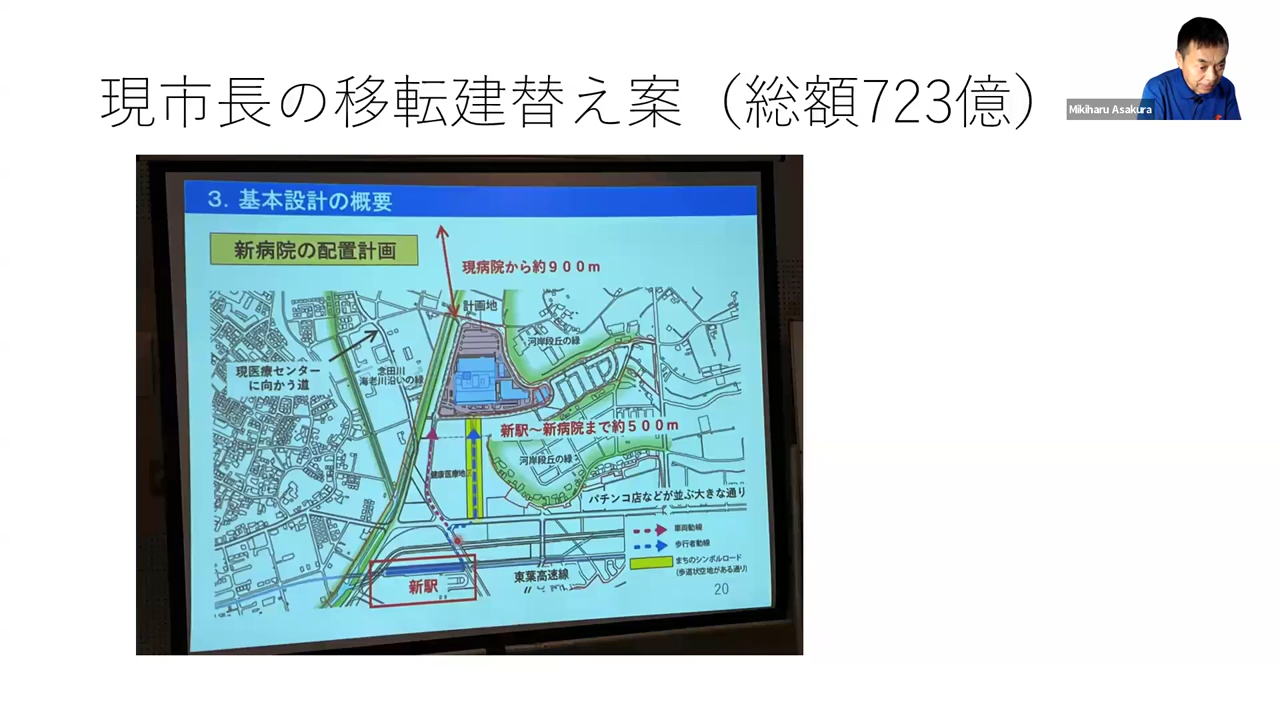 現市長の移転建替え案（総額723億）
Mikiharu Asakura
3. 基本設計の概要
新病院の配置計画
現病院から約900m
計画地
河岸段丘の緑
現医療センター
に向かう道
念田川
海老川沿いの緑
新駅～新病院まで約500m
健康医療地
河岸段丘の緑
パチンコ店などが並ぶ大きな通り
車両動線
歩行者動線
まちのシンボルロード
(歩道状空地がある通り)
新駅
東葉高速線
20